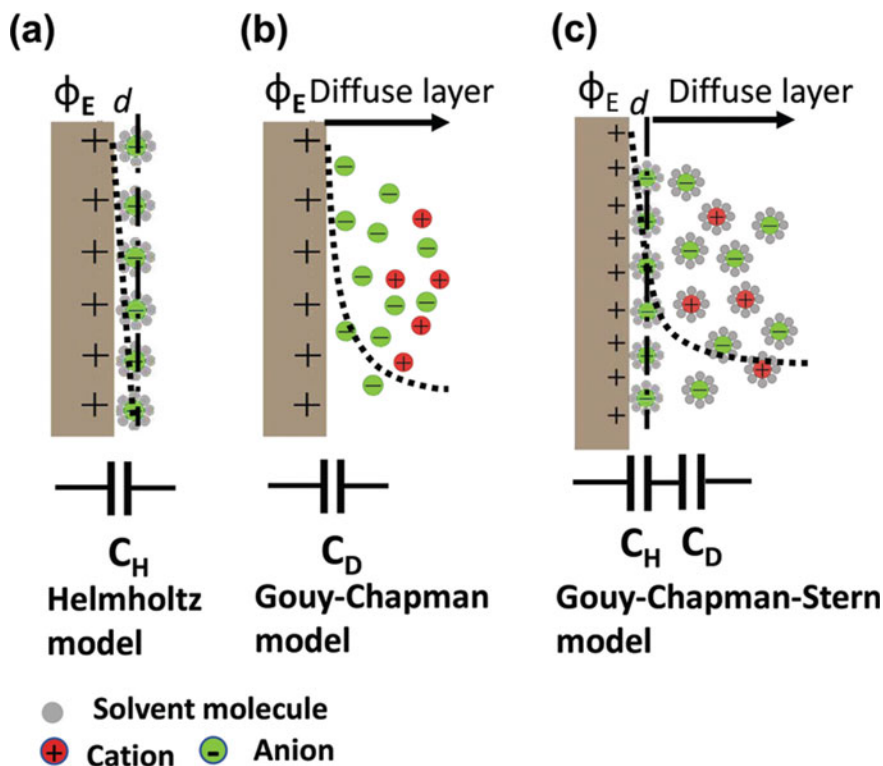 (a)
ΦE d
+ + + + + +
CH
Helmholtz
model
(b)
ΦE Diffuse layer
+ + + + + +
CD
Gouy-Chapman
model
(c)
ΦE d Diffuse layer
+ + + + + + + + +
CH CD
Gouy-Chapman-Stern
model
Solvent molecule
+ Cation - Anion